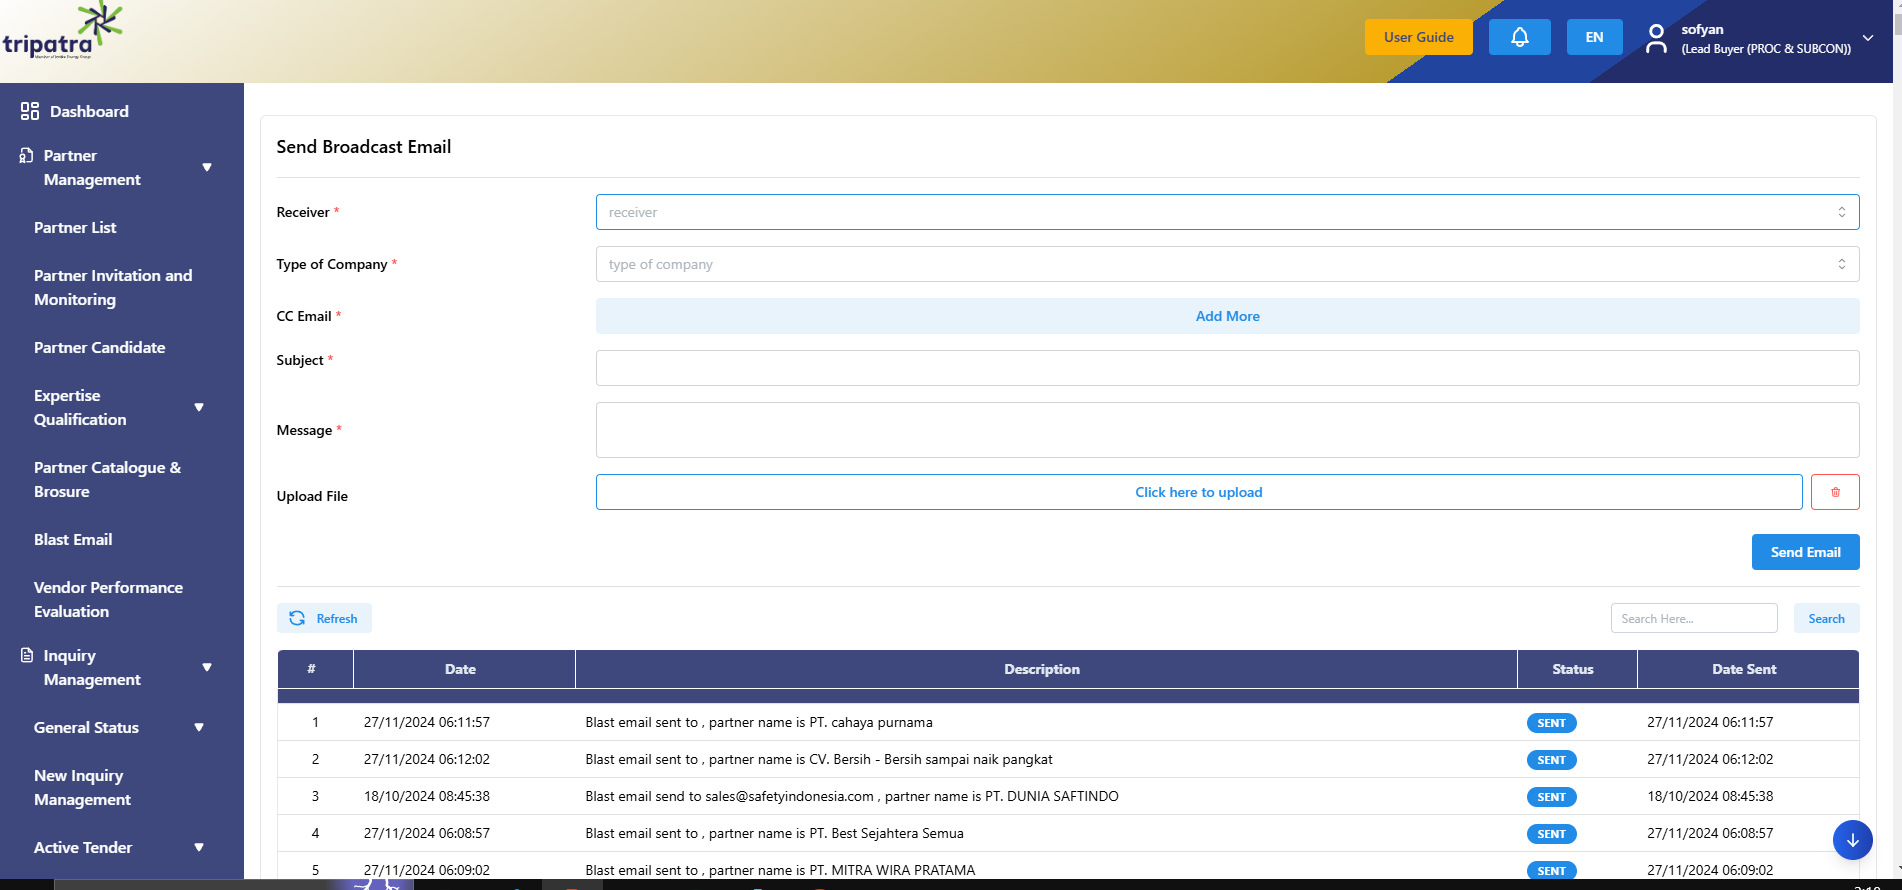 tripatra
User Guide
EN
sofyan
(Lead Buyer (PROC & SUBCON))
Dashboard
Partner
Management
Partner List
Partner Invitation and
Monitoring
Partner Candidate
Expertise
Qualification
Partner Catalogue &
Brosure
Blast Email
Vendor Performance
Evaluation
Inquiry
Management
General Status
New Inquiry
Management
Active Tender
Send Broadcast Email
Receiver *
receiver
Type of Company *
type of company
CC Email *
Add More
Subject *
Message *
Upload File
Click here to upload
Send Email
Refresh
Search Here...
Search
# Date Description Status Date Sent
1 27/11/2024 06:11:57 Blast email sent to , partner name is PT. cahaya purnama SENT 27/11/2024 06:11:57
2 27/11/2024 06:12:02 Blast email sent to , partner name is CV. Bersih - Bersih sampai naik pangkat SENT 27/11/2024 06:12:02
3 18/10/2024 08:45:38 Blast email send to sales@safetyindonesia.com , partner name is PT. DUNIA SAFTINDO SENT 18/10/2024 08:45:38
4 27/11/2024 06:08:57 Blast email sent to , partner name is PT. Best Sejahtera Semua SENT 27/11/2024 06:08:57
5 27/11/2024 06:09:02 Blast email sent to , partner name is PT. MITRA WIRA PRATAMA SENT 27/11/2024 06:09:02